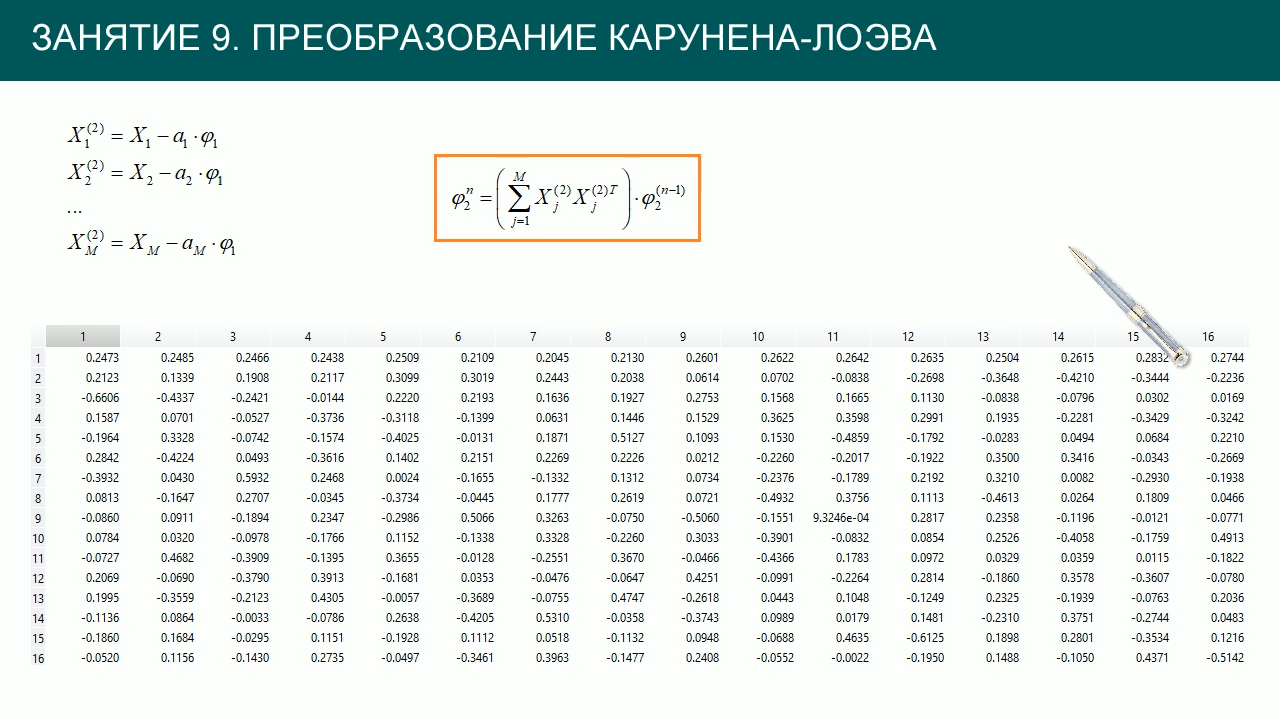 ЗАНЯТИЕ 9. ПРЕОБРАЗОВАНИЕ КАРУНЕНА-ЛОЭВА
X₁⁽²⁾ = X₁ − a₁ · φ₁
X₂⁽²⁾ = X₂ − a₂ · φ₁
...
X_M⁽²⁾ = X_M − a_M · φ₁
φ₂ⁿ = ( ∑_{j=1}^{M} X_j⁽²⁾ X_j⁽²⁾ᵀ ) · φ₂⁽ⁿ⁻¹⁾
1 2 3 4 5 6 7 8 9 10 11 12 13 14 15 16
1 0.2473 0.2485 0.2466 0.2438 0.2509 0.2109 0.2045 0.2130 0.2601 0.2622 0.2642 0.2635 0.2504 0.2615 0.2832 0.2744
2 0.2123 0.1339 0.1908 0.2117 0.3099 0.3019 0.2443 0.2038 0.0614 0.0702 -0.0838 -0.2698 -0.3648 -0.4210 -0.3444 -0.2236
3 -0.6606 -0.4337 -0.2421 -0.0144 0.2220 0.2193 0.1636 0.1927 0.2753 0.1568 0.1665 0.1130 -0.0838 -0.0796 0.0302 0.0169
4 0.1587 0.0701 -0.0527 -0.3736 -0.3118 -0.1399 0.0631 0.1446 0.1529 0.3625 0.3598 0.2991 0.1935 -0.2281 -0.3429 -0.3242
5 -0.1964 0.3328 -0.0742 -0.1574 -0.4025 -0.0131 0.1871 0.5127 0.1093 0.1530 -0.4859 -0.1792 -0.0283 0.0494 0.0684 0.2210
6 0.2842 -0.4224 0.0493 -0.3616 0.1402 0.2151 0.2269 0.2226 0.0212 -0.2260 -0.2017 -0.1922 0.3500 0.3416 -0.0343 -0.2669
7 -0.3932 0.0430 0.5932 0.2468 0.0024 -0.1655 -0.1332 0.1312 0.0734 -0.2376 -0.1789 0.2192 0.3210 0.0082 -0.2930 -0.1938
8 0.0813 -0.1647 0.2707 -0.0345 -0.3734 -0.0445 0.1777 0.2619 0.0721 -0.4932 0.3756 0.1113 -0.4613 0.0264 0.1809 0.0466
9 -0.0860 0.0911 -0.1894 0.2347 -0.2986 0.5066 0.3263 -0.0750 -0.5060 -0.1551 9.3246e-04 0.2817 0.2358 -0.1196 -0.0121 -0.0771
10 0.0784 0.0320 -0.0978 -0.1766 0.1152 -0.1338 0.3328 -0.2260 0.3033 -0.3901 -0.0832 0.0854 0.2526 -0.4058 -0.1759 0.4913
11 -0.0727 0.4682 -0.3909 -0.1395 0.3655 -0.0128 -0.2551 0.3670 -0.0466 -0.4366 0.1783 0.0972 0.0329 0.0359 0.0115 -0.1822
12 0.2069 -0.0690 -0.3790 0.3913 -0.1681 0.0353 -0.0476 -0.0647 0.4251 -0.0991 -0.2264 0.2814 -0.1860 0.3578 -0.3607 -0.0780
13 0.1995 -0.3559 -0.2123 0.4305 -0.0057 -0.3689 -0.0755 0.4747 -0.2618 0.0443 0.1048 -0.1249 0.2325 -0.1939 -0.0763 0.2036
14 -0.1136 0.0864 -0.0033 -0.0786 0.2638 -0.4205 0.5310 -0.0358 -0.3743 0.0989 0.0179 0.1481 -0.2310 0.3751 -0.2744 0.0483
15 -0.1860 0.1684 -0.0295 0.1151 -0.1928 0.1112 0.0518 -0.1132 0.0948 -0.0688 0.4635 -0.6125 0.1898 0.2801 -0.3534 0.1216
16 -0.0520 0.1156 -0.1430 0.2735 -0.0497 -0.3461 0.3963 -0.1477 0.2408 -0.0552 -0.0022 -0.1950 0.1488 -0.1050 0.4371 -0.5142